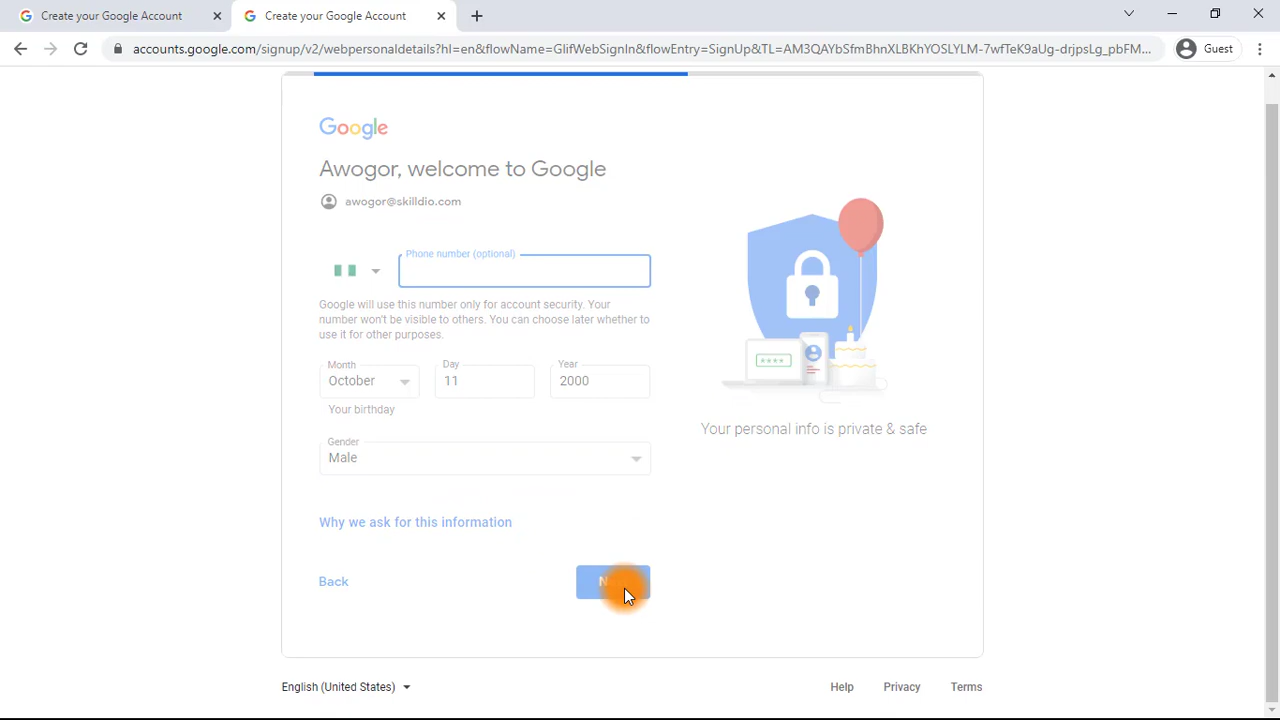 Create your Google Account
Create your Google Account
accounts.google.com/signup/v2/webpersonaldetails?hl=en&flowName=GlifWebSignIn&flowEntry=SignUp&TL=AM3QAYbSfmBhnXLBKhYOSLYLM-7wfTeK9aUg-drjpsLg_pbFM...
Guest
Google
Awogor, welcome to Google
awogor@skilldio.com
Phone number (optional)
Google will use this number only for account security. Your
number won't be visible to others. You can choose later whether to
use it for other purposes.
Month
Day
Year
October
11
2000
Your birthday
Gender
Male
****
Your personal info is private & safe
Why we ask for this information
Back
English (United States)
Help
Privacy
Terms